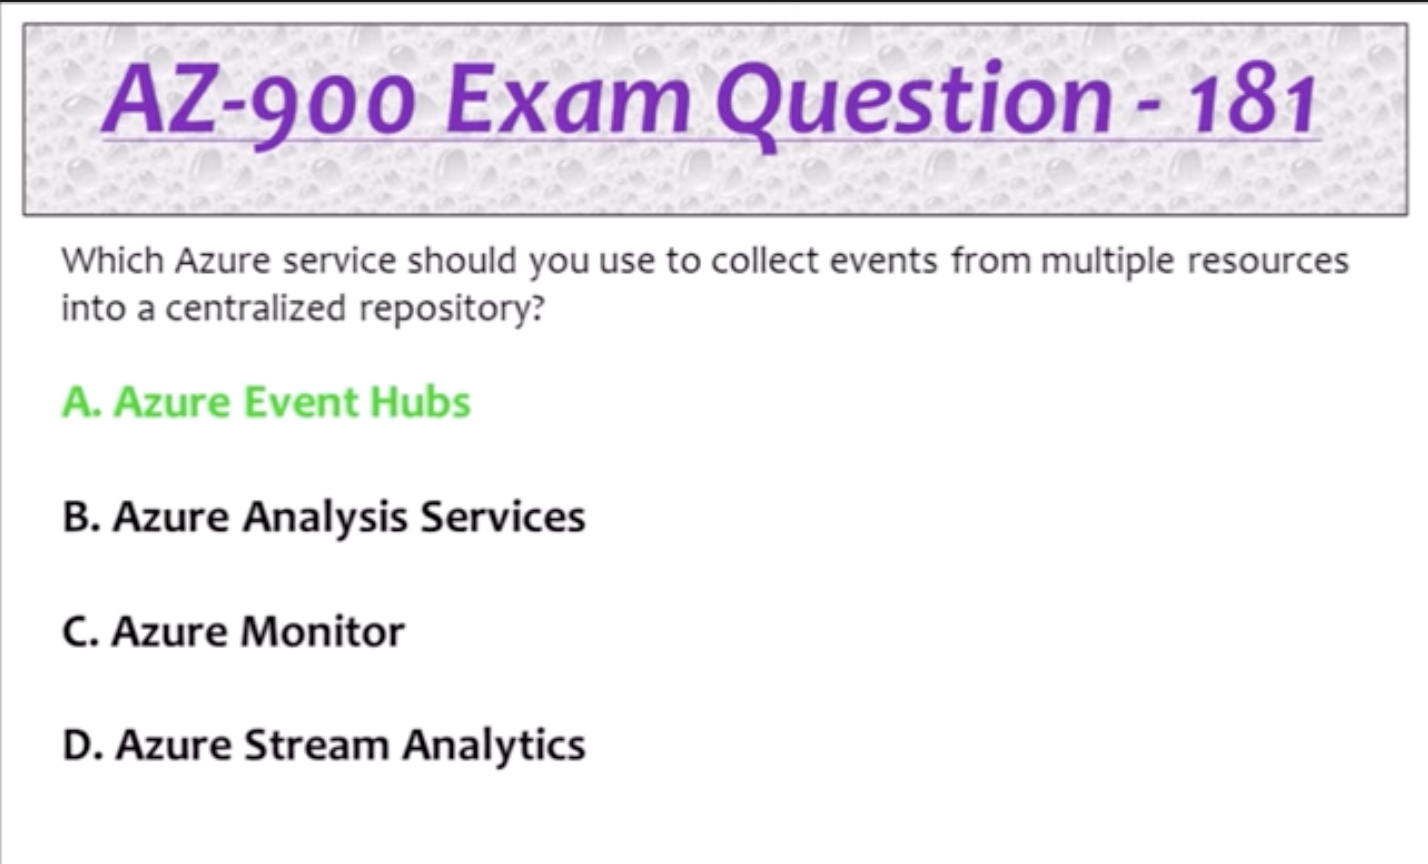 AZ-900 Exam Question - 181
Which Azure service should you use to collect events from multiple resources
into a centralized repository?
A. Azure Event Hubs
B. Azure Analysis Services
C. Azure Monitor
D. Azure Stream Analytics